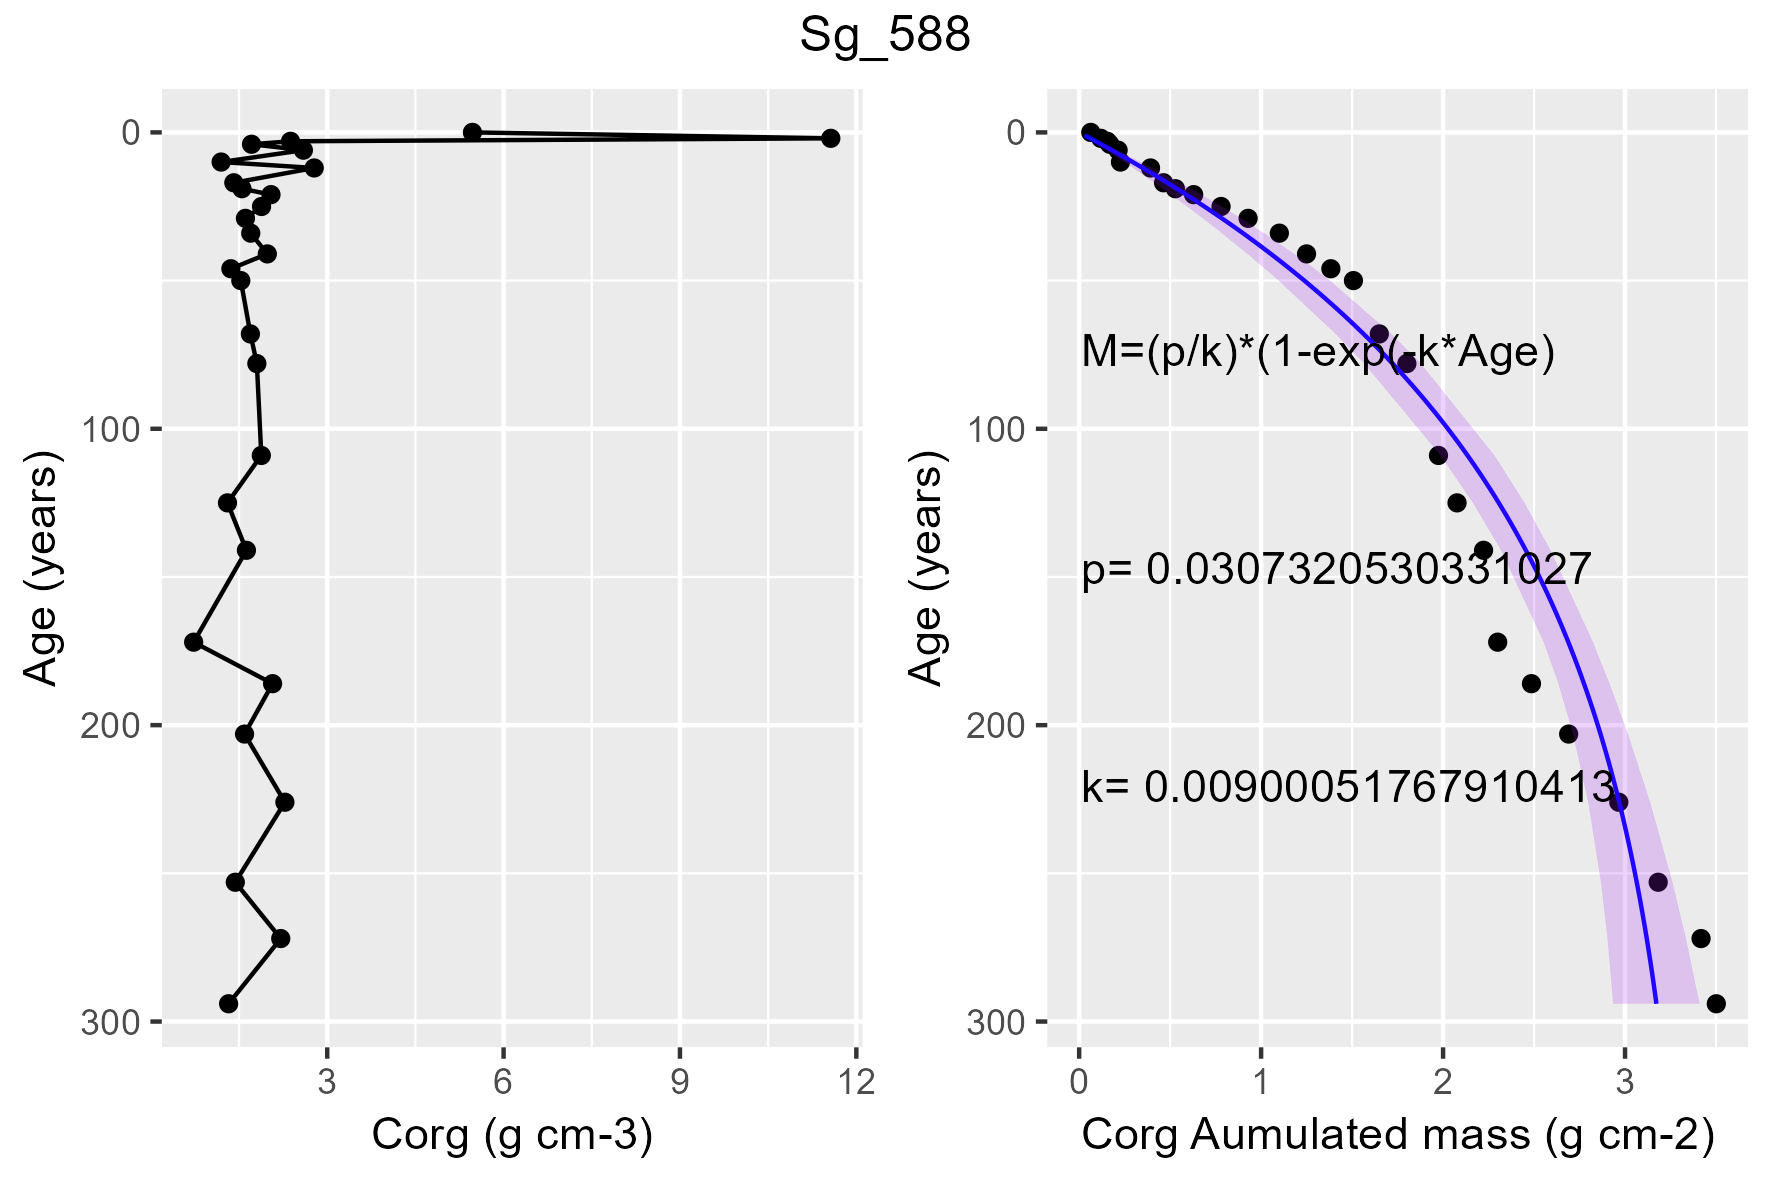 Sg_588
0
100
200
300
Age (years)
3
6
9
12
Corg (g cm-3)
0
100
200
300
Age (years)
M=(p/k)*(1-exp(-k*Age)
p= 0.0307320530331027
k= 0.00900051767910413
0
1
2
3
Corg Aumulated mass (g cm-2)